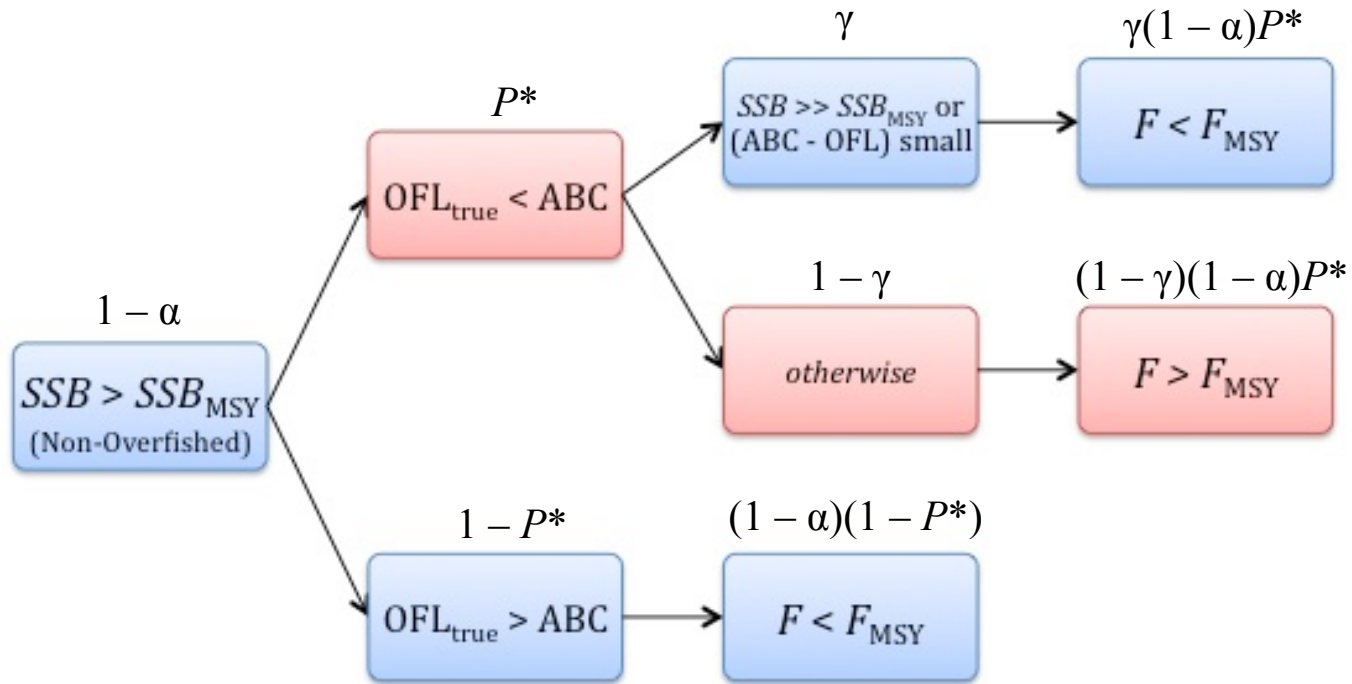 γ
γ(1 – α)P*
P*
SSB >> SSB_MSY or
(ABC - OFL) small
F < F_MSY
OFL_true < ABC
1 – γ
(1 – γ)(1 – α)P*
1 – α
otherwise
F > F_MSY
SSB > SSB_MSY
(Non-Overfished)
1 – P*
(1 – α)(1 – P*)
OFL_true > ABC
F < F_MSY